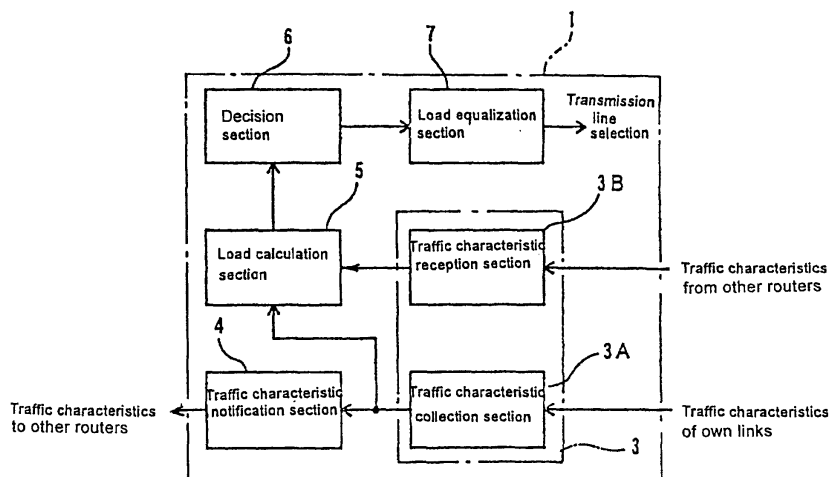 6
7
1
Decision
section
Load equalization
section
Transmission
line
selection
5
3B
Load calculation
section
Traffic characteristic
reception section
Traffic characteristics
from other routers
4
3A
Traffic characteristic
notification section
Traffic characteristic
collection section
Traffic characteristics
to other routers
Traffic characteristics
of own links
3